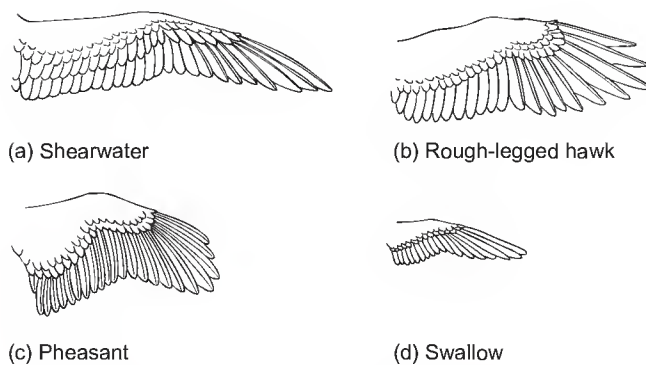 (a) Shearwater
(b) Rough-legged hawk
(c) Pheasant
(d) Swallow